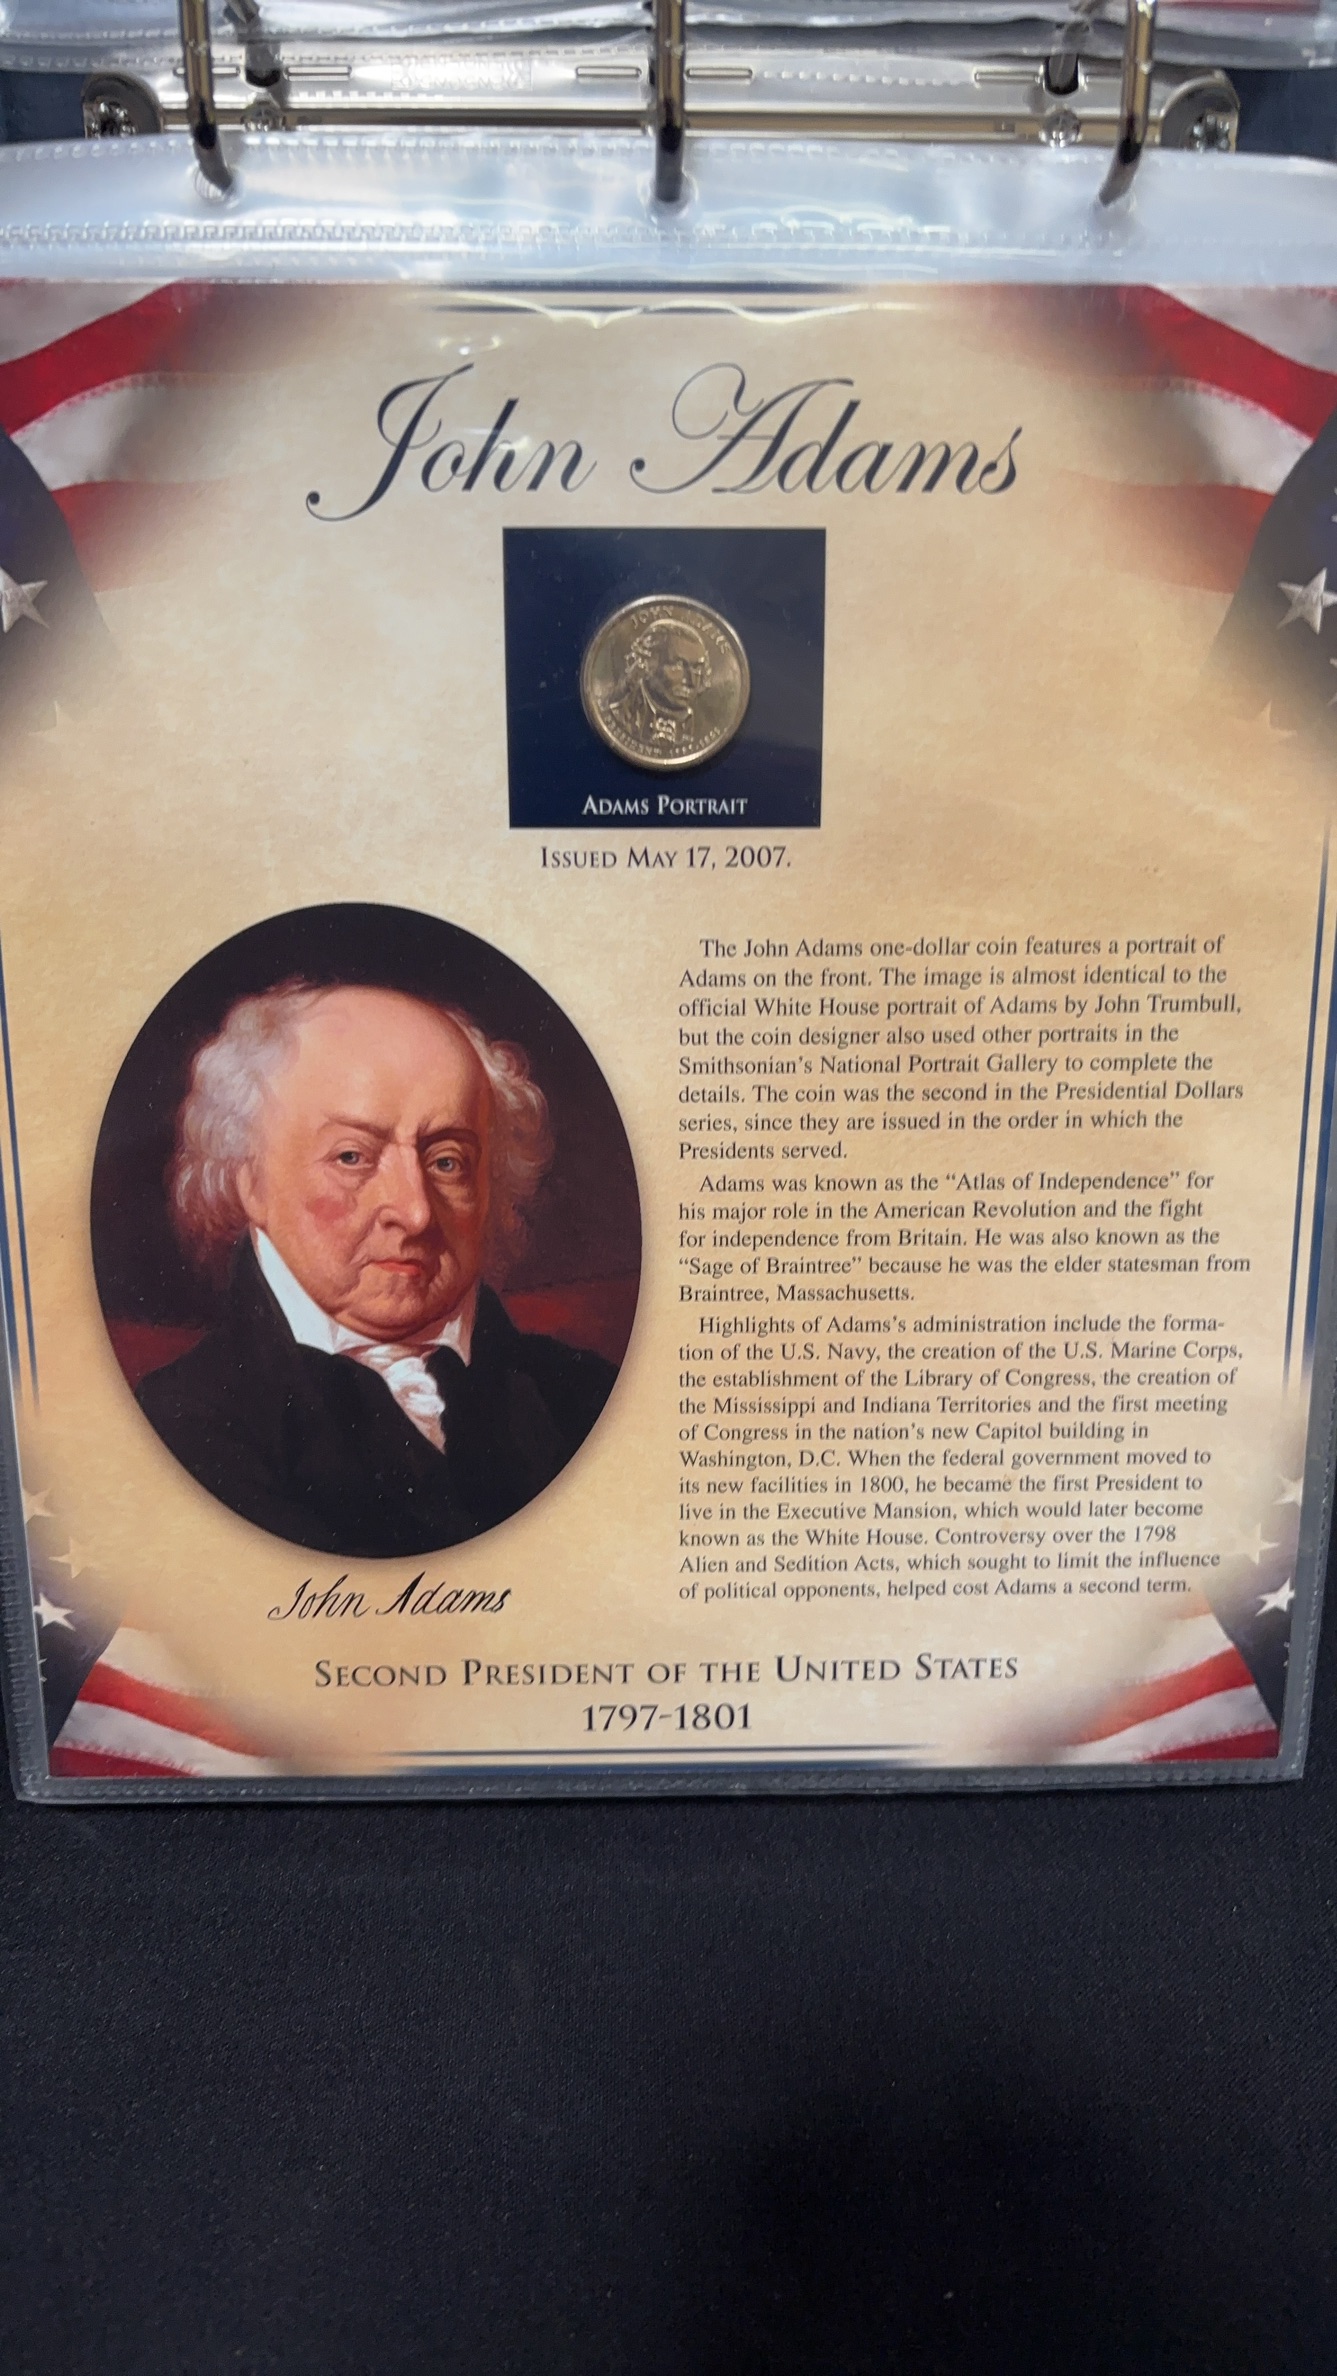 John Adams
JOHN ADAMS
ADAMS PORTRAIT
ISSUED MAY 17, 2007.
The John Adams one-dollar coin features a portrait of
Adams on the front. The image is almost identical to the
official White House portrait of Adams by John Trumbull,
but the coin designer also used other portraits in the
Smithsonian's National Portrait Gallery to complete the
details. The coin was the second in the Presidential Dollars
series, since they are issued in the order in which the
Presidents served.
Adams was known as the “Atlas of Independence” for
his major role in the American Revolution and the fight
for independence from Britain. He was also known as the
“Sage of Braintree” because he was the elder statesman from
Braintree, Massachusetts.
Highlights of Adams's administration include the forma-
tion of the U.S. Navy, the creation of the U.S. Marine Corps,
the establishment of the Library of Congress, the creation of
the Mississippi and Indiana Territories and the first meeting
of Congress in the nation's new Capitol building in
Washington, D.C. When the federal government moved to
its new facilities in 1800, he became the first President to
live in the Executive Mansion, which would later become
known as the White House. Controversy over the 1798
Alien and Sedition Acts, which sought to limit the influence
of political opponents, helped cost Adams a second term.
John Adams
SECOND PRESIDENT OF THE UNITED STATES
1797-1801